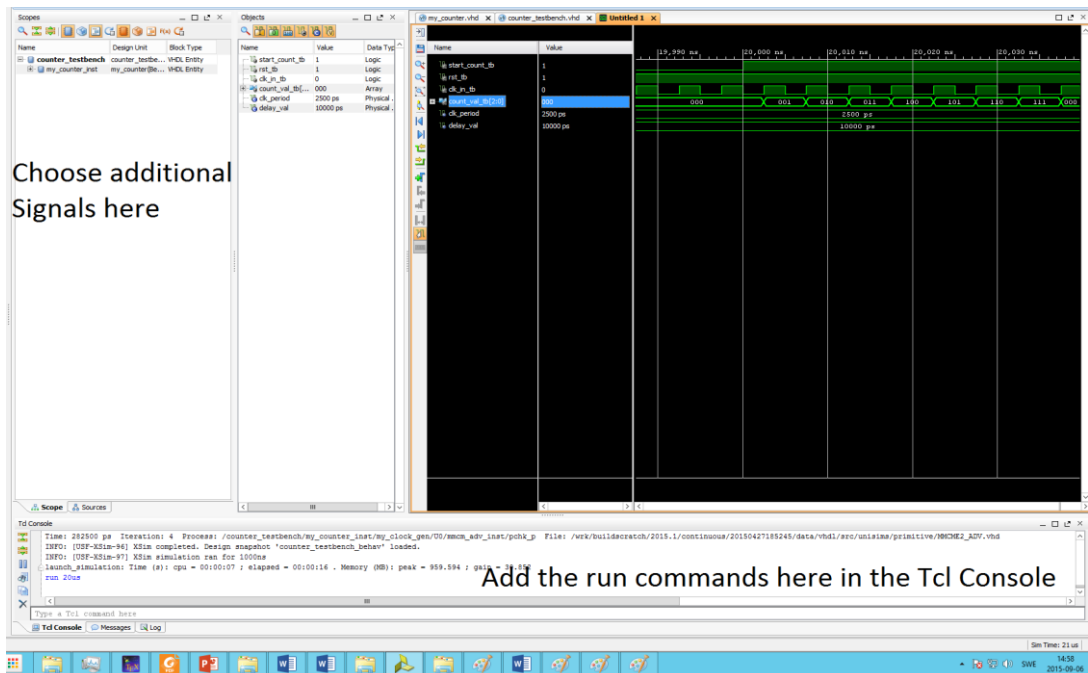 Scopes
Name Design Unit Block Type
counter_testbench counter_testbe... VHDL Entity
my_counter_inst my_counter(Be... VHDL Entity
Choose additional
Signals here
Scope Sources
Objects
Name Value Data Typ
start_count_tb 1 Logic
rst_tb 1 Logic
clk_in_tb 0 Logic
count_val_tb[... 000 Array
clk_period 2500 ps Physical .
delay_val 10000 ps Physical .
my_counter.vhd counter_testbench.vhd Untitled 1
Name Value
start_count_tb 1
rst_tb 1
clk_in_tb 0
count_val_tb[2:0] 000
clk_period 2500 ps
delay_val 10000 ps
19,990 ns 20,000 ns 20,010 ns 20,020 ns 20,030 ns
000 001 010 011 100 101 110 111 000
2500 ps
10000 ps
Tcl Console
Time: 282500 ps Iteration: 4 Process: /counter_testbench/my_counter_inst/my_clock_gen/U0/mmcm_adv_inst/pchk_p File: /wrk/buildscratch/2015.1/continuous/20150427185245/data/vhdl/src/unisims/primitive/MMCME2_ADV.vhd
INFO: [USF-XSim-96] XSim completed. Design snapshot 'counter_testbench_behav' loaded.
INFO: [USF-XSim-97] XSim simulation ran for 1000ns
launch_simulation: Time (s): cpu = 00:00:07 ; elapsed = 00:00:16 . Memory (MB): peak = 959.594 ; gain =
run 20us
Add the run commands here in the Tcl Console
Type a Tcl command here
Tcl Console Messages Log
Sim Time: 21 us
SWE 14:58
2015-09-06